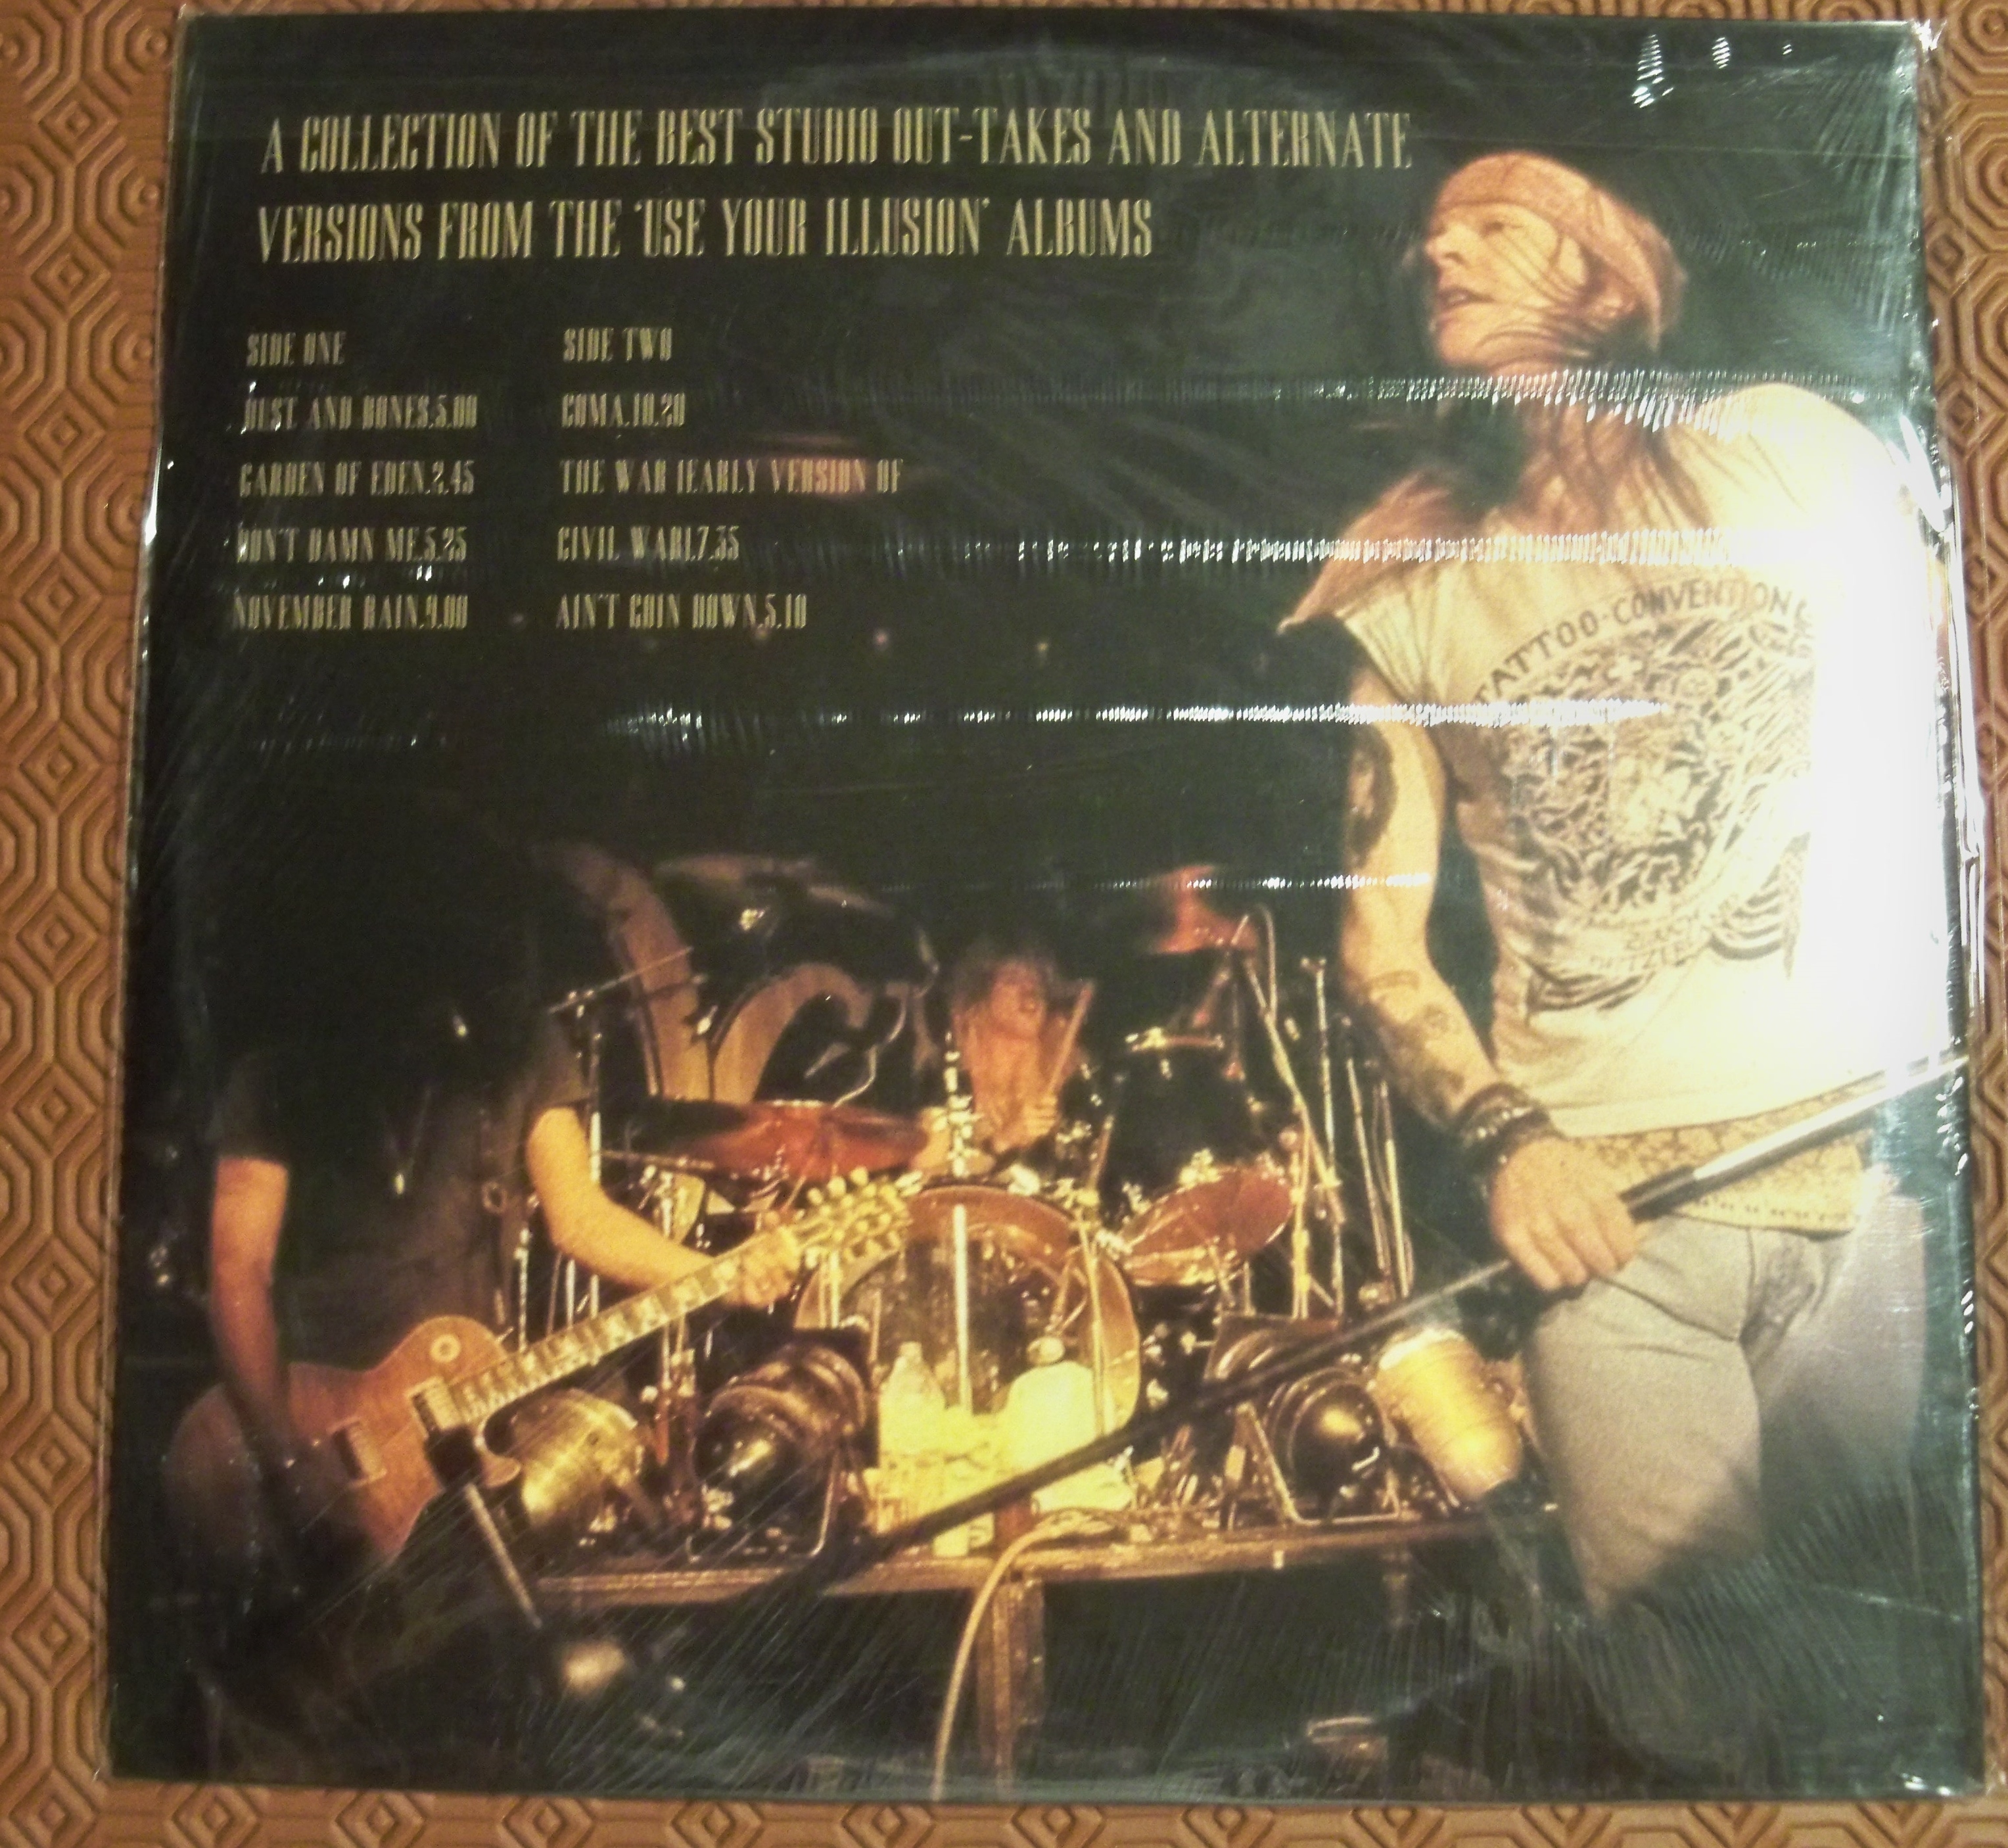 A COLLECTION OF THE BEST STUDIO OUT-TAKES AND ALTERNATE
VERSIONS FROM THE 'USE YOUR ILLUSION' ALBUMS
SIDE ONE
DUST AND BONES.5.00
GARDEN OF EDEN.2.45
DON'T DAMN ME.5.25
NOVEMBER RAIN.9.00
SIDE TWO
COMA.10.20
THE WAR (EARLY VERSION OF
CIVIL WAR).7.35
AIN'T GOIN DOWN.5.10
TATTOO·CONVENTION